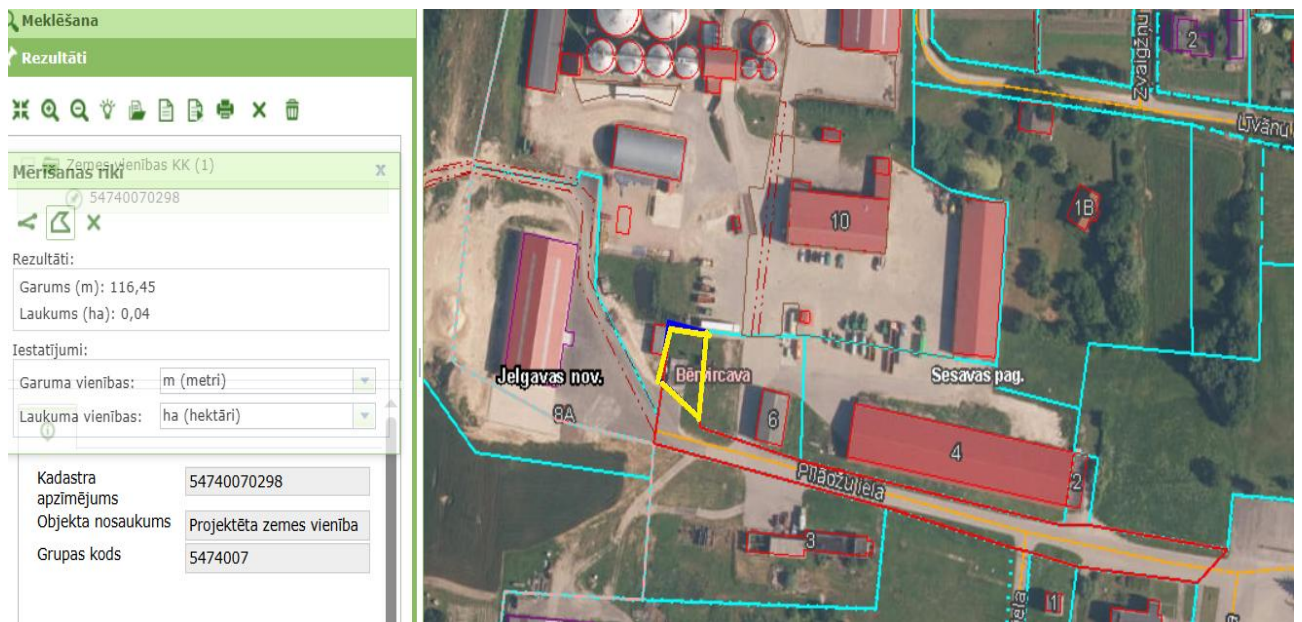 Meklēšana
Rezultāti
Zemes vienības KK (1)
Mērīšanas rīki
x
54740070298
Rezultāti:
Garums (m): 116,45
Laukums (ha): 0,04
Iestatījumi:
Garuma vienības: m (metri)
Laukuma vienības: ha (hektāri)
Kadastra apzīmējums
54740070298
Objekta nosaukums
Projektēta zemes vienība
Grupas kods
5474007
Zvaigžņu
2
Līvānu
1B
10
Jelgavas nov.
Bērvircava
Sesavas pag.
8A
6
4
Pīlādžu iela
2
3
iela
1